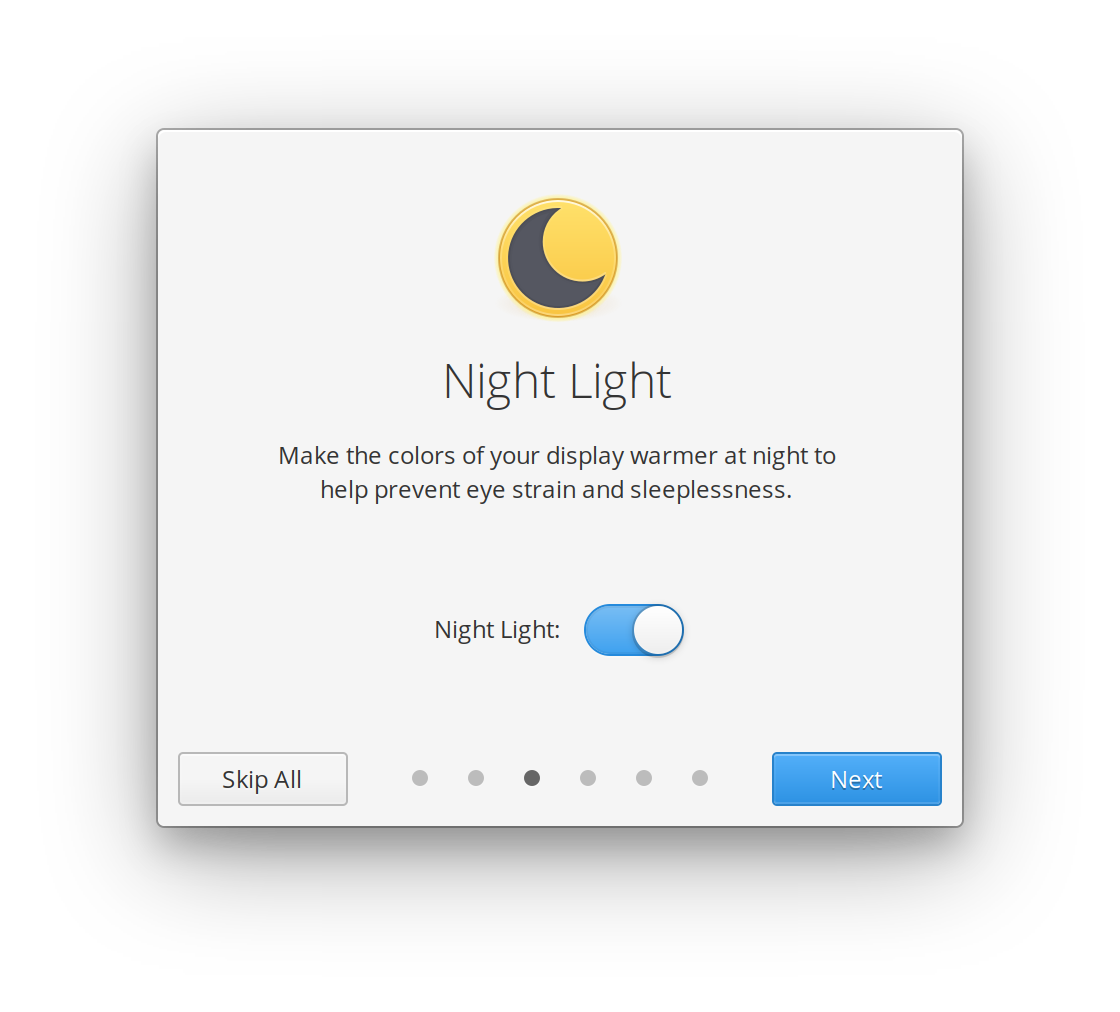 Night Light
Make the colors of your display warmer at night to
help prevent eye strain and sleeplessness.
Night Light:
Skip All
Next